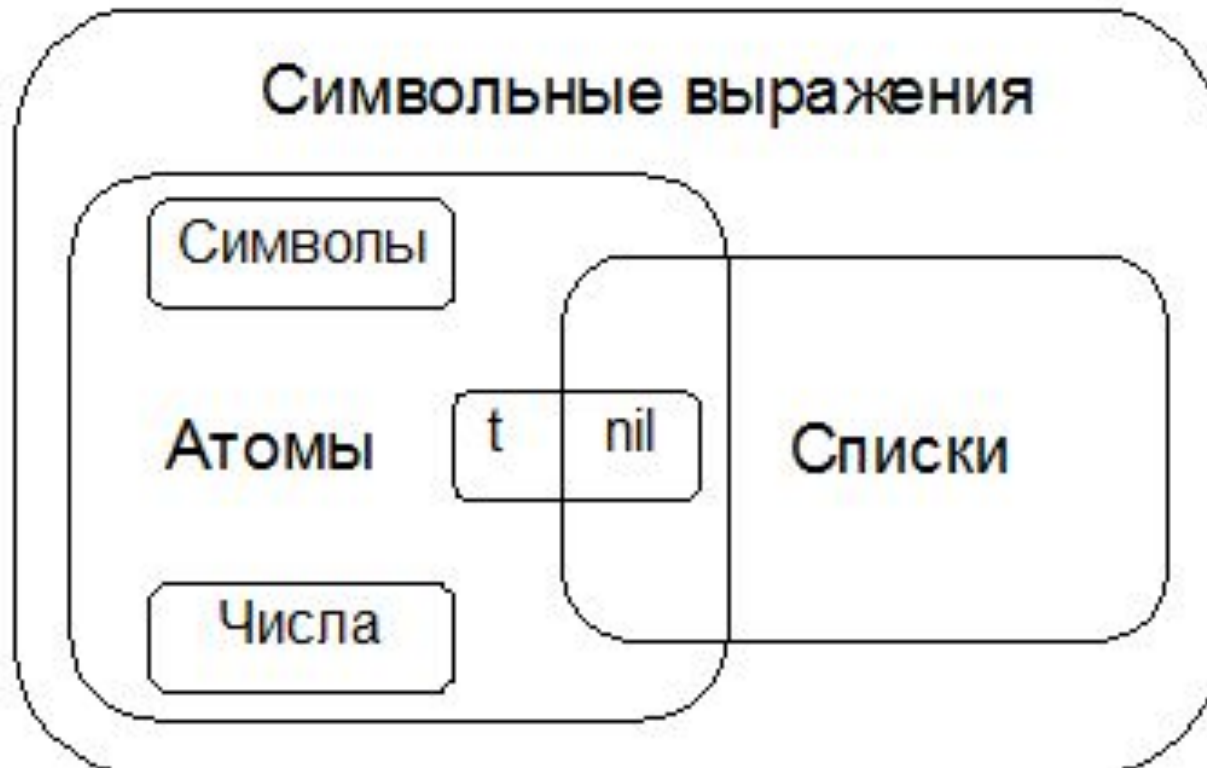 Символьные выражения
Символы
Атомы
t
nil
Списки
Числа